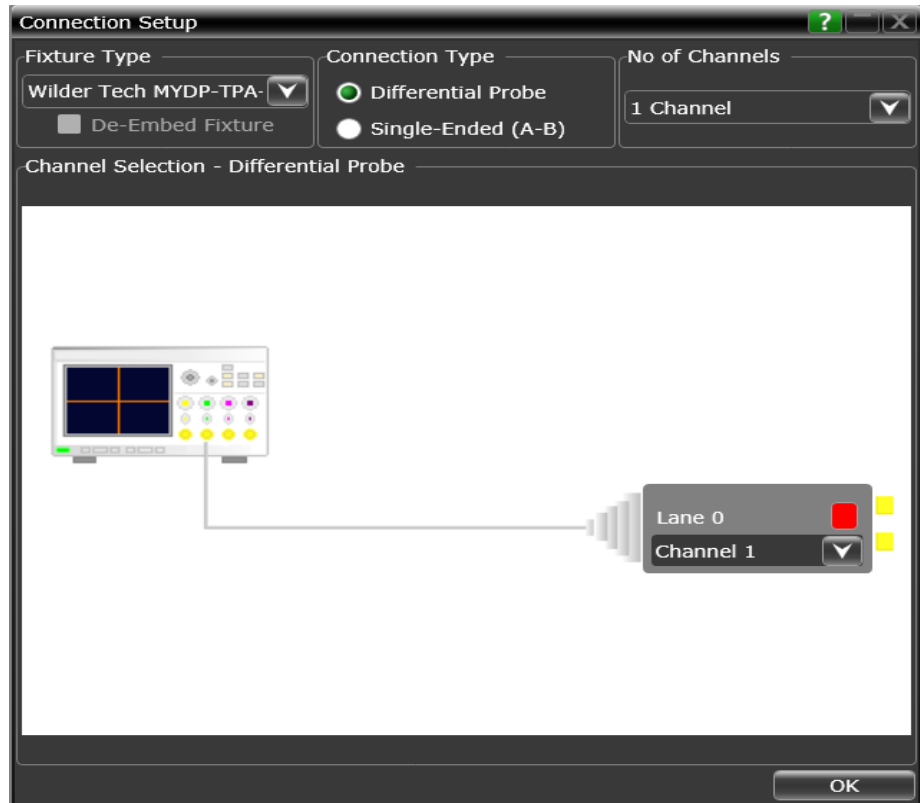 Connection Setup
?
Fixture Type
Wilder Tech MYDP-TPA-
De-Embed Fixture
Connection Type
Differential Probe
Single-Ended (A-B)
No of Channels
1 Channel
Channel Selection - Differential Probe
Lane 0
Channel 1
OK